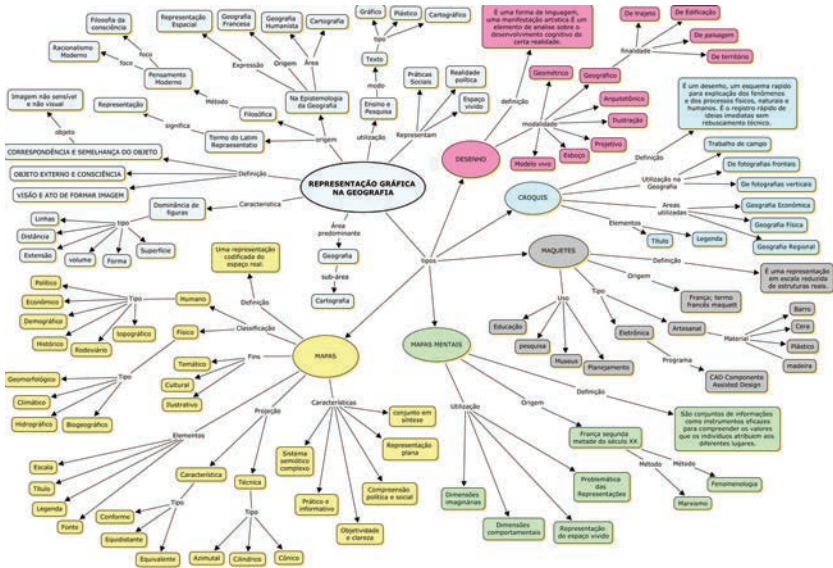 Filosofia da
consciência
Racionalismo
Moderno
foco
foco
Pensamento
Moderno
Método
Filosófica
Representação
Espacial
Geografia
Francesa
Geografia
Humanista
Cartografia
Expressão
Origem
Área
Na Epistemologia
da Geografia
Gráfico
Plástico
Cartográfico
tipo
Texto
modo
Ensino e
Pesquisa
utilização
Práticas
Sociais
Realidade
política
Espaço
vivido
Representam
Imagem não sensível
e não visual
objeto
Representação
significa
Termo do Latim
Repraesentatio
origem
CORRESPONDÊNCIA E SEMELHANÇA DO OBJETO
OBJETO EXTERNO E CONSCIÊNCIA
VISÃO E ATO DE FORMAR IMAGEM
Definição
REPRESENTAÇÃO GRÁFICA
NA GEOGRAFIA
Característica
Dominância de
figuras
tipo
Linhas
Distância
Extensão
volume
Forma
Superfície
Área
predominante
Geografia
sub-área
Cartografia
tipos
É uma forma de linguagem,
uma manifestação artística.É um
elemento de analise sobre o
desenvolvimento cognitivo de
certa realidade.
definição
DESENHO
modalidade
Geométrico
Geográfico
finalidade
De trajeto
De Edificação
De paisagem
De território
Arquitetônico
Ilustração
Projetivo
Esboço
Modelo vivo
É um desenho, um esquema rapido
para explicação dos fenômenos
e dos processos físicos, naturais e
humanos. É o registro rápido de
ideias imediatas sem
rebuscamento técnico.
Definição
CROQUIS
Utilização na
Geografia
Trabalho de campo
De fotografias frontais
De fotografias verticais
Areas
utilizadas
Geografia Econômica
Geografia Física
Geografia Regional
Elementos
Título
Legenda
MAQUETES
Definição
É uma representação
em escala reduzida
de estruturas reais.
Origem
França; termo
francês maquett
Tipo
Eletrônica
Artesanal
Material
Barro
Cera
Plástico
madeira
Programa
CAD Componente
Assisted Design
Uso
Educação
pesquisa
Museus
Planejamento
MAPAS MENTAIS
Definição
São conjuntos de informações
como instrumentos eficazes
para compreender os valores
que os indivíduos atribuem aos
diferentes lugares.
Origem
França segunda
metade do século XX
Método
Método
Marxismo
Fenomenologia
Utilização
Dimensões
imaginárias
Dimensões
comportamentais
Representação
do espaço vivido
Problemática
das
Representações
Uma representação
codificada do
espaço real:
Definição
MAPAS
Classificação
Humano
Tipo
Político
Econômico
Demográfico
Histórico
Rodoviário
topográfico
Físico
Tipo
Geomorfológico
Climático
Hidrográfico
Biogeográfico
Fins
Temático
Cultural
Ilustrativo
Elementos
Escala
Título
Legenda
Fonte
Projeção
Característica
Tipo
Conforme
Equidistante
Equivalente
Técnica
Tipo
Azimutal
Cilíndrico
Cônico
Características
conjunto em
síntese
Representação
plana
Compreensão
política e social
Objetividade
e clareza
Prático e
informativo
Sistema
semiótico
complexo